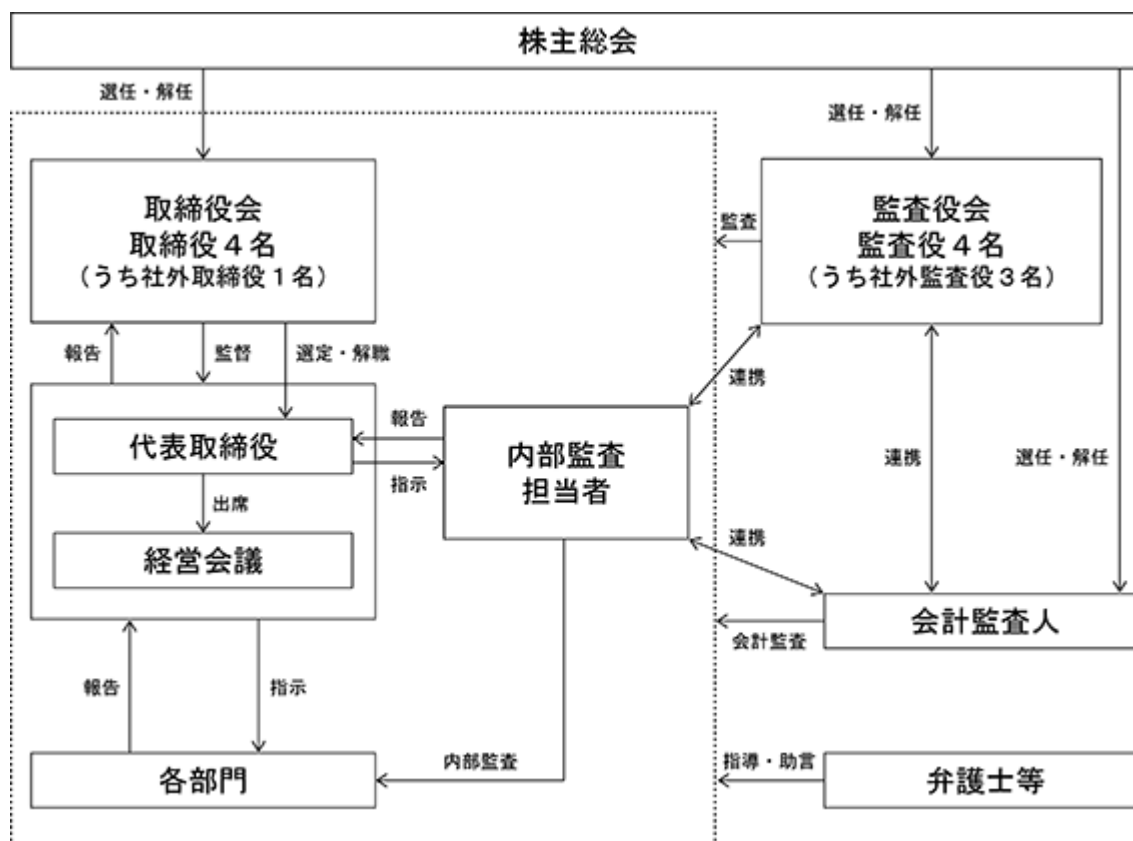 株主総会
選任・解任
選任・解任
取締役会
取締役4名
(うち社外取締役1名)
監査
監査役会
監査役4名
(うち社外監査役3名)
報告
監督
選定・解職
連携
代表取締役
報告
指示
内部監査
担当者
連携
選任・解任
出席
経営会議
連携
会計監査人
会計監査
報告
指示
各部門
内部監査
指導・助言
弁護士等